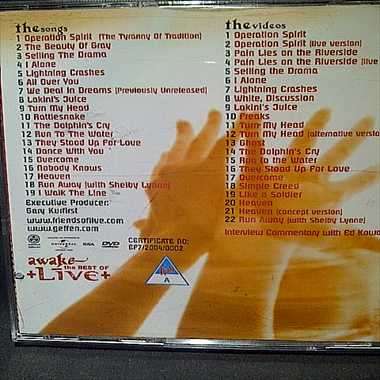 the songs
1 Operation Spirit (The Tyranny Of Tradition)
2 The Beauty Of Gray
3 Selling The Drama
4 I Alone
5 Lightning Crashes
6 All Over You
7 We Deal In Dreams (Previously Unreleased)
8 Lakini's Juice
9 Turn My Head
10 Rattlesnake
11 The Dolphin's Cry
12 Run To The Water
13 They Stood Up For Love
14 Dance With You
15 Overcome
16 Nobody Knows
17 Heaven
18 Run Away (with Shelby Lynne)
19 I Walk The Line
Executive Producer:
Gary Kurfirst
www.friendsoflive.com
www.geffen.com
UNIVERSAL
DVD
CERTIFICATE NO:
GP7/2004/0002
A
awake
the BEST OF
+Live+
the videos
1 Operation Spirit
2 Operation Spirit (live version)
3 Pain Lies on the Riverside
4 Pain Lies on the Riverside (live
5 Selling the Drama
6 I Alone
7 Lightning Crashes
8 White, Discussion
9 Lakini's Juice
10 Freaks
11 Turn My Head
12 Turn My Head (alternative version
13 Ghost
14 The Dolphin's Cry
15 Run to the Water
16 They Stood Up For Love
17 Overcome
18 Simple Creed
19 Like a Soldier
20 Heaven
21 Heaven (concept version)
22 Run Away (with Shelby Lynne)
Interview Commentary with Ed Kowa